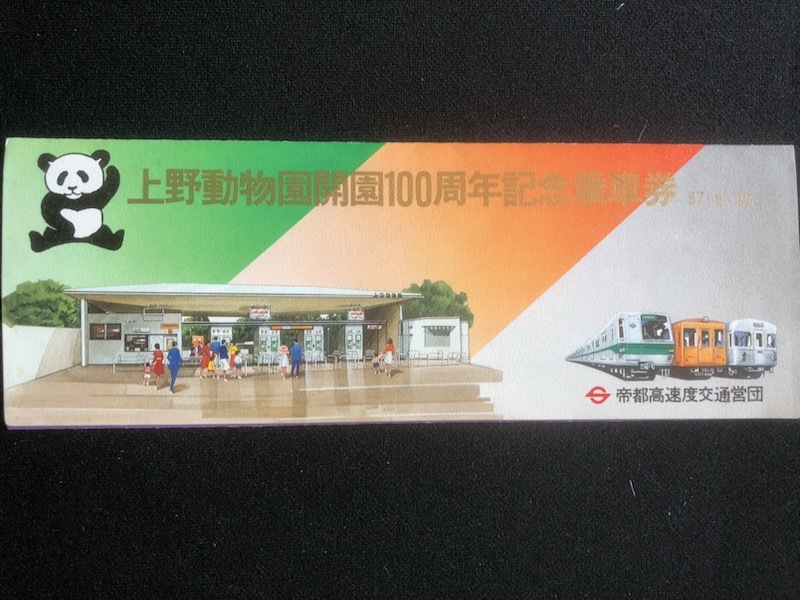 上野動物園開園100周年記念乗車券
帝都高速度交通営団